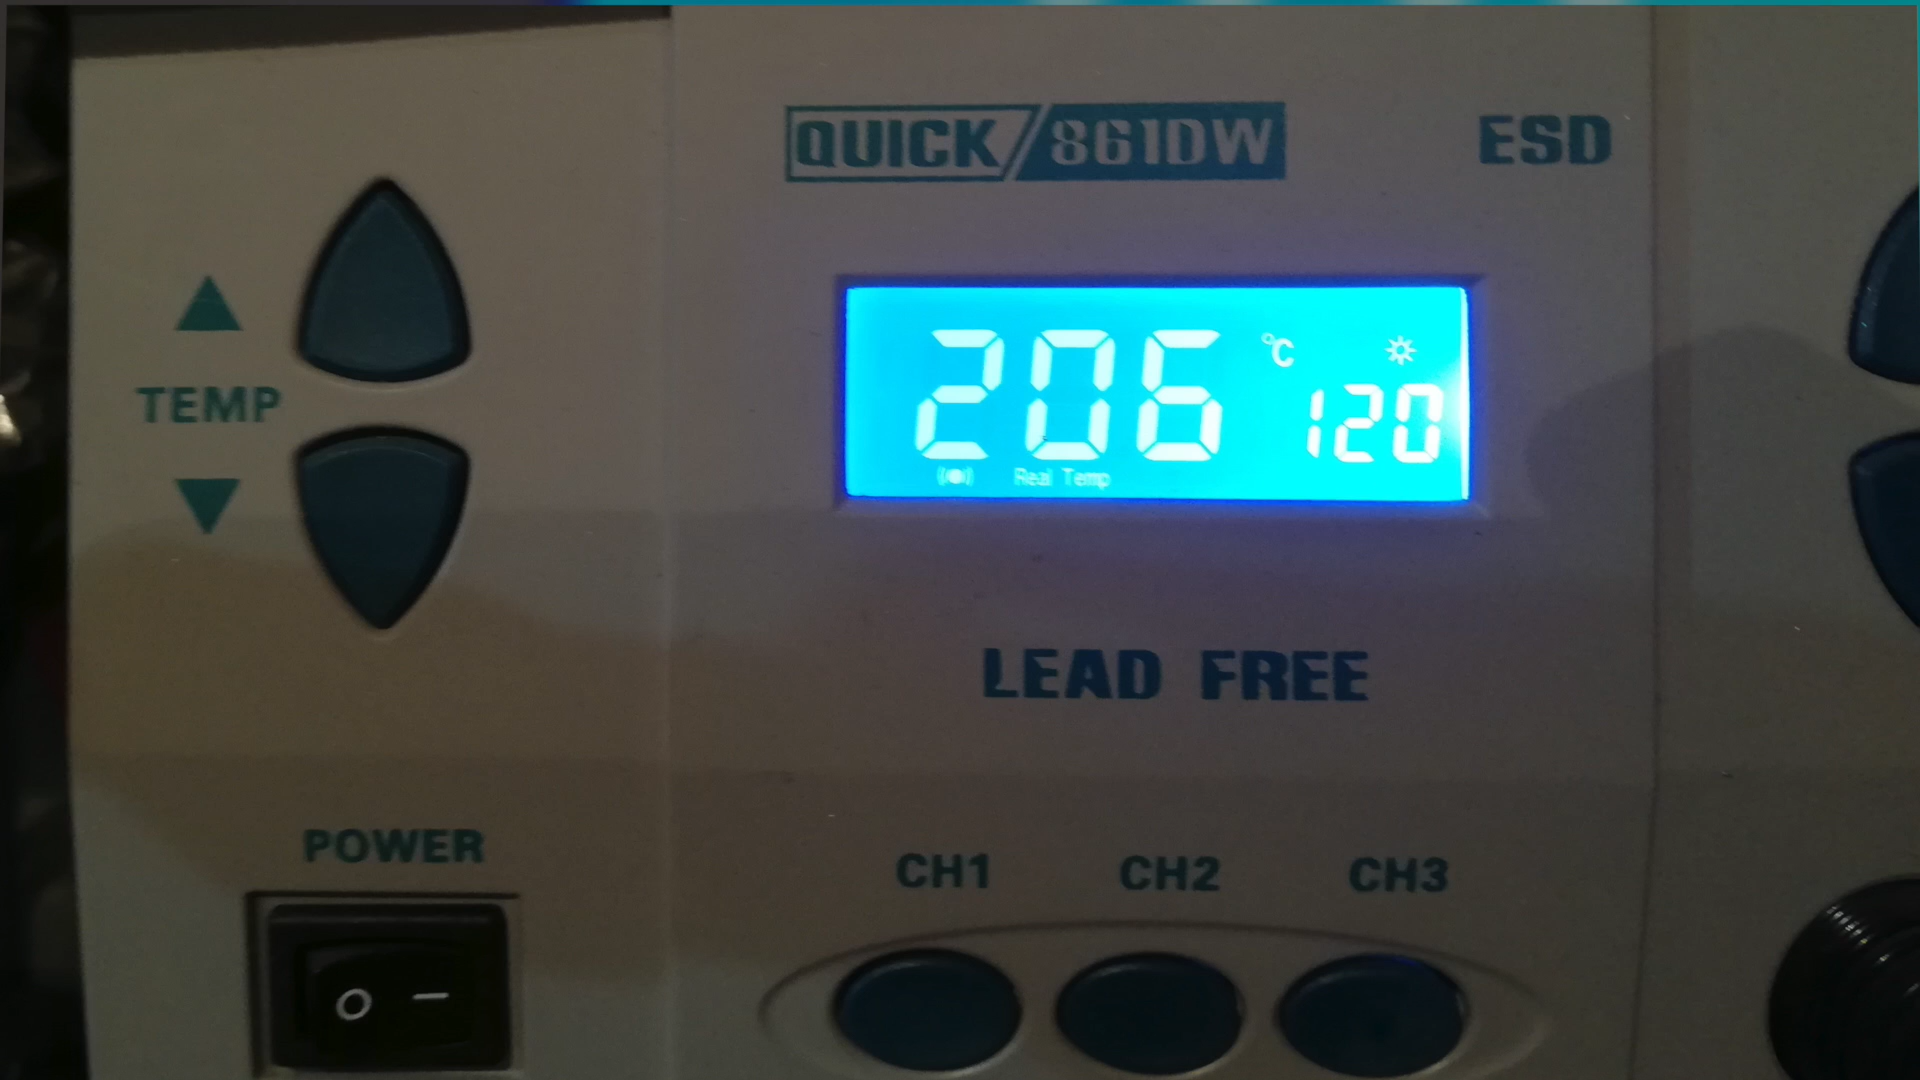 QUICK/861DW
ESD
▲
TEMP
▼
206 °C 120
Real Temp
LEAD FREE
POWER
CH1 CH2 CH3
O –